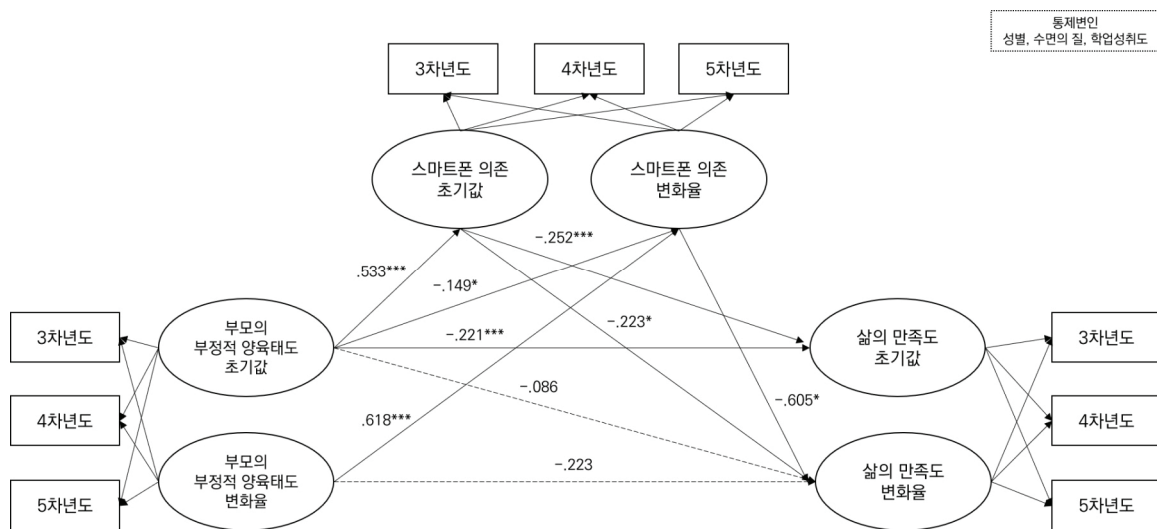 통제변인
성별, 수면의 질, 학업성취도
3차년도
4차년도
5차년도
스마트폰 의존
초기값
스마트폰 의존
변화율
-.252***
.533***
-.149*
-.223*
-.221***
-.086
-.605*
.618***
-.223
3차년도
4차년도
5차년도
부모의
부정적 양육태도
초기값
부모의
부정적 양육태도
변화율
삶의 만족도
초기값
삶의 만족도
변화율
3차년도
4차년도
5차년도